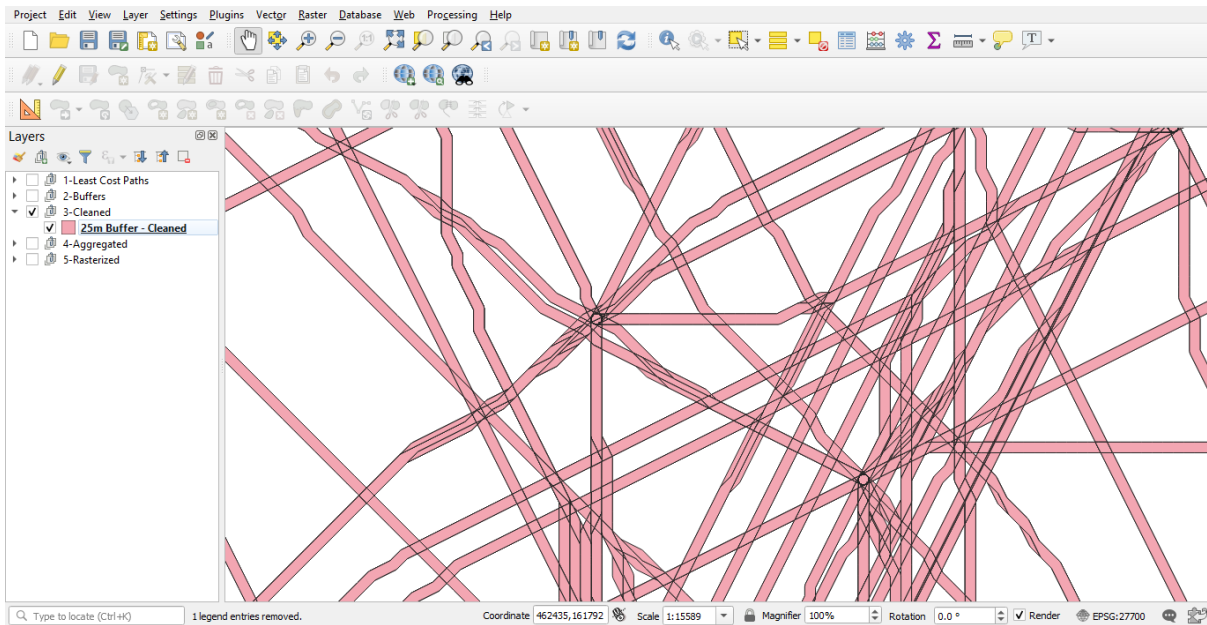 Project Edit View Layer Settings Plugins Vector Raster Database Web Processing Help
Layers
1-Least Cost Paths
2-Buffers
3-Cleaned
25m Buffer - Cleaned
4-Aggregated
5-Rasterized
Type to locate (Ctrl+K) 1 legend entries removed. Coordinate 462435,161792 Scale 1:15589 Magnifier 100% Rotation 0.0 ° Render EPSG:27700